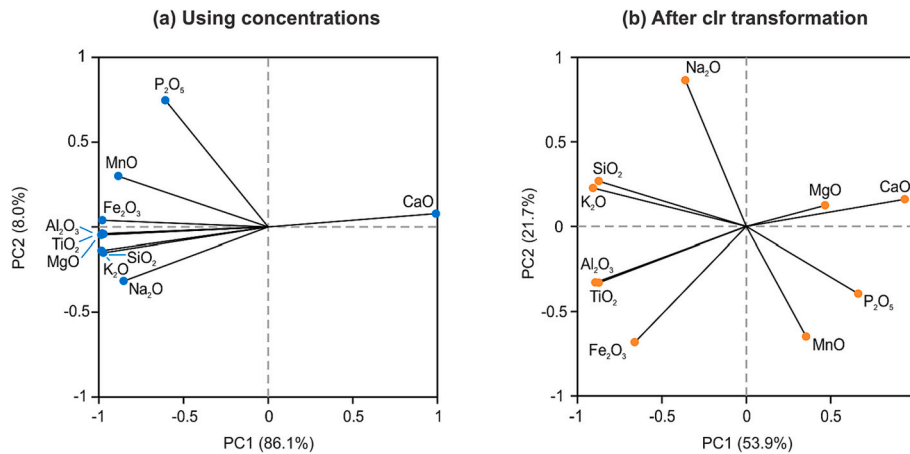 (a) Using concentrations
1
0.5
0
-0.5
-1
-1
-0.5
0
0.5
1
PC2 (8.0%)
PC1 (86.1%)
P₂O₅
MnO
Fe₂O₃
Al₂O₃
TiO₂
MgO
K₂O
SiO₂
Na₂O
CaO
(b) After clr transformation
1
0.5
0
-0.5
-1
-1
-0.5
0
0.5
PC2 (21.7%)
PC1 (53.9%)
Na₂O
SiO₂
K₂O
MgO
CaO
Al₂O₃
TiO₂
P₂O₅
MnO
Fe₂O₃